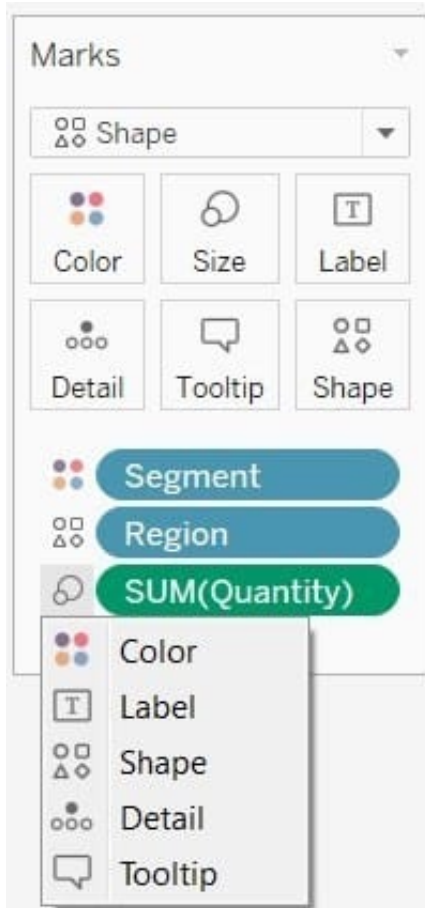 Marks
Shape
Color Size Label
Detail Tooltip Shape
Segment
Region
SUM(Quantity)
Color
Label
Shape
Detail
Tooltip